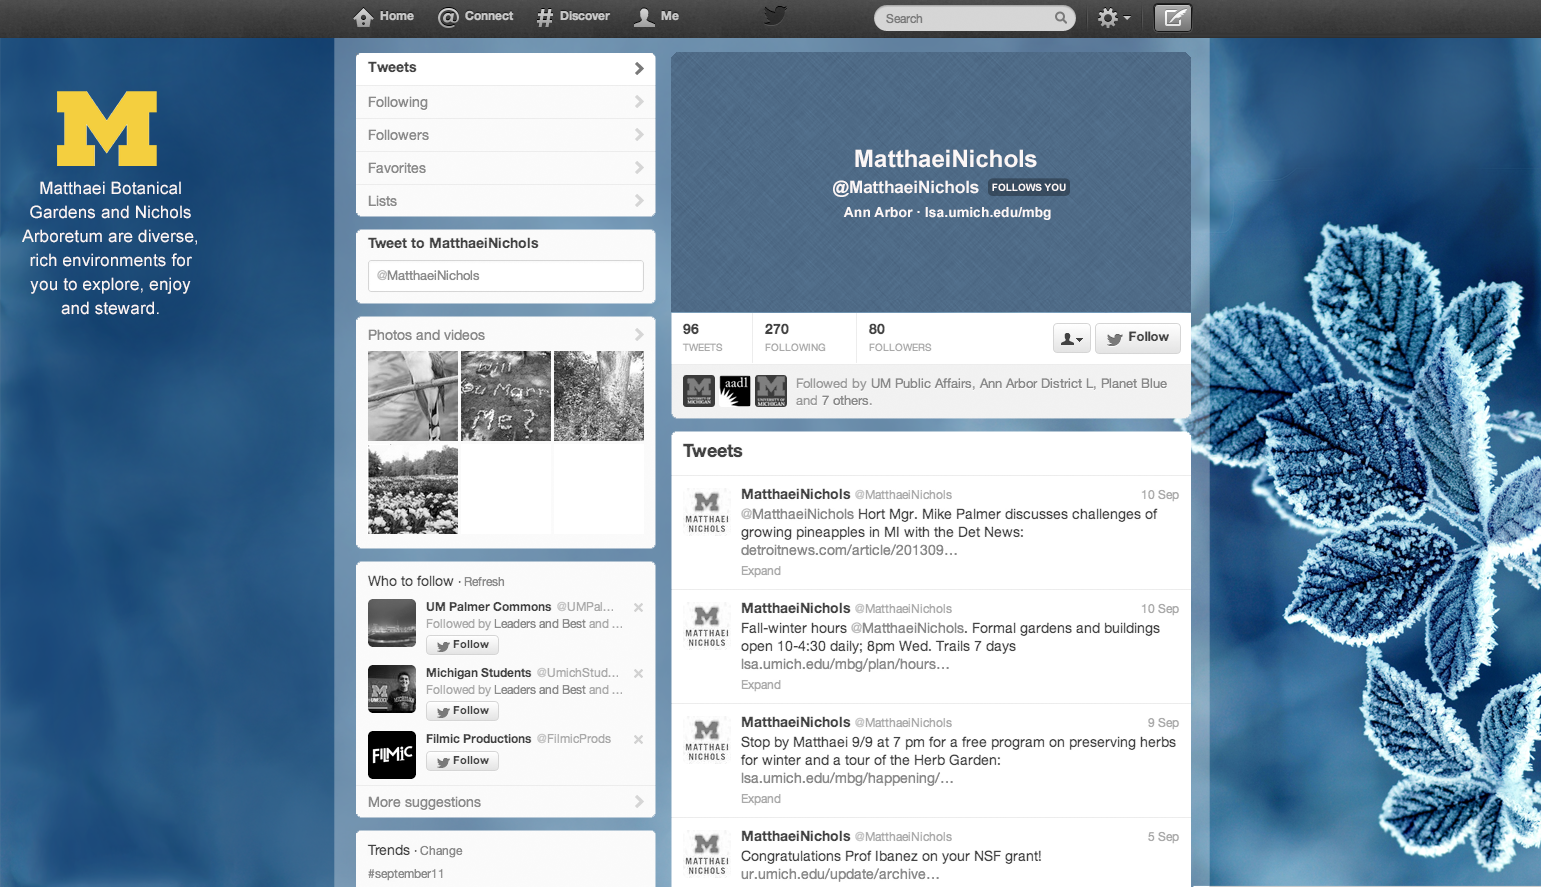 Home
Connect
Discover
Me
Search
M
Matthaei Botanical
Gardens and Nichols
Arboretum are diverse,
rich environments for
you to explore, enjoy
and steward.
Tweets
Following
Followers
Favorites
Lists
Tweet to MatthaeiNichols
@MatthaeiNichols
Photos and videos
Will
You Marry
Me?
Who to follow · Refresh
UM Palmer Commons @UMPal...
Followed by Leaders and Best and ...
Follow
Michigan Students @UmichStud...
Followed by Leaders and Best and ...
Follow
FiLMiC
Filmic Productions @FilmicProds
Follow
More suggestions
Trends · Change
#september11
MatthaeiNichols
@MatthaeiNichols FOLLOWS YOU
Ann Arbor · lsa.umich.edu/mbg
96
TWEETS
270
FOLLOWING
80
FOLLOWERS
Follow
M UNIVERSITY OF MICHIGAN
aadl
M UNIVERSITY OF MICHIGAN
Followed by UM Public Affairs, Ann Arbor District L, Planet Blue
and 7 others.
Tweets
M
MATTHAEI
NICHOLS
MatthaeiNichols @MatthaeiNichols 10 Sep
@MatthaeiNichols Hort Mgr. Mike Palmer discusses challenges of
growing pineapples in MI with the Det News:
detroitnews.com/article/201309...
Expand
M
MATTHAEI
NICHOLS
MatthaeiNichols @MatthaeiNichols 10 Sep
Fall-winter hours @MatthaeiNichols. Formal gardens and buildings
open 10-4:30 daily; 8pm Wed. Trails 7 days
lsa.umich.edu/mbg/plan/hours...
Expand
M
MATTHAEI
NICHOLS
MatthaeiNichols @MatthaeiNichols 9 Sep
Stop by Matthaei 9/9 at 7 pm for a free program on preserving herbs
for winter and a tour of the Herb Garden:
lsa.umich.edu/mbg/happening/...
Expand
M
MATTHAEI
NICHOLS
MatthaeiNichols @MatthaeiNichols 5 Sep
Congratulations Prof Ibanez on your NSF grant!
ur.umich.edu/update/archive...